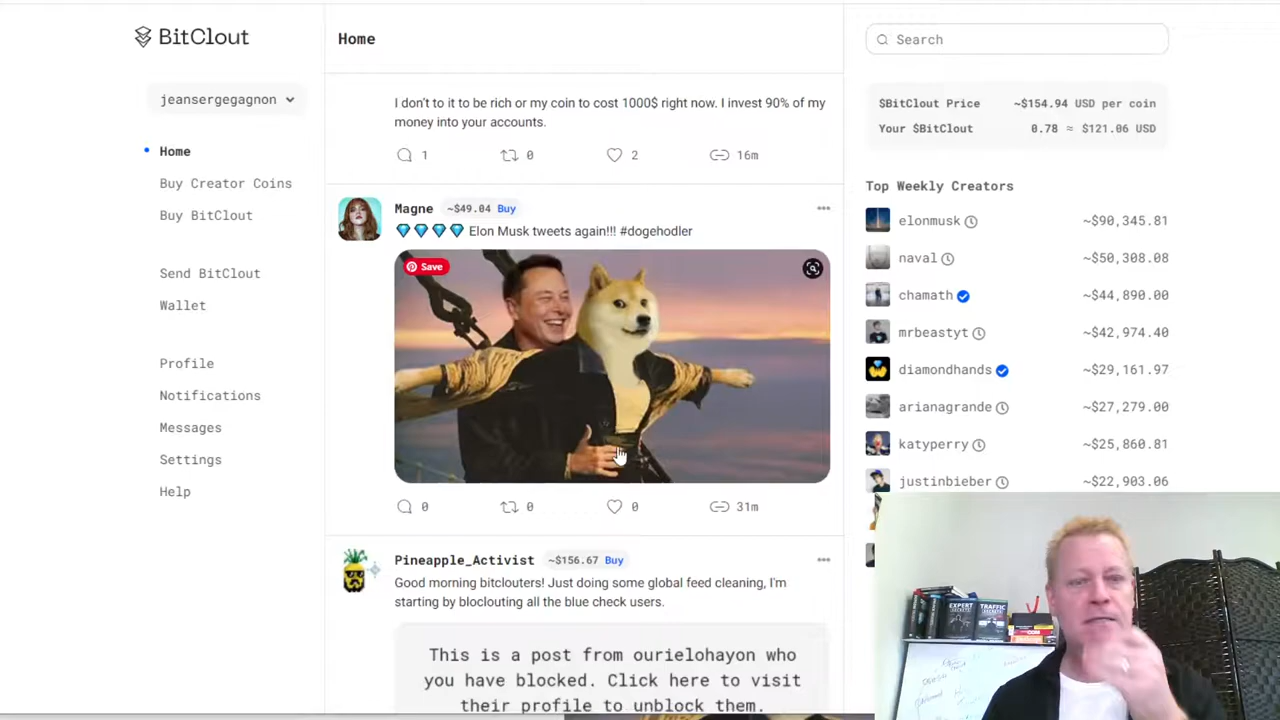 BitClout
jeansergegagnon
Home
Buy Creator Coins
Buy BitClout
Send BitClout
Wallet
Profile
Notifications
Messages
Settings
Help
Home
I don't to it to be rich or my coin to cost 1000$ right now. I invest 90% of my
money into your accounts.
1 0 2 16m
Magne ~$49.04 Buy
Elon Musk tweets again!!! #dogehodler
Save
0 0 0 31m
Pineapple_Activist ~$156.67 Buy
Good morning bitclouters! Just doing some global feed cleaning, I'm
starting by bloclouting all the blue check users.
This is a post from ourielohayon who
you have blocked. Click here to visit
their profile to unblock them.
Search
$BitClout Price ~$154.94 USD per coin
Your $BitClout 0.78 ≈ $121.06 USD
Top Weekly Creators
elonmusk ~$90,345.81
naval ~$50,308.08
chamath ~$44,890.00
mrbeastyt ~$42,974.40
diamondhands ~$29,161.97
arianagrande ~$27,279.00
katyperry ~$25,860.81
justinbieber ~$22,903.06
EXPERT
SECRETS
TRAFFIC
SECRETS